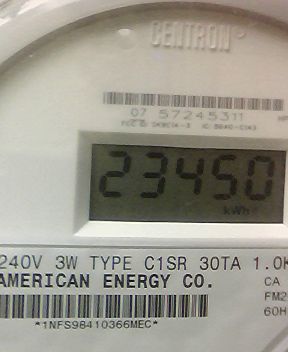 CENTRON®
07 57245311
23450
kWh
240V 3W TYPE C1SR 30TA 1.0K
AMERICAN ENERGY CO.
CA
FM2
60H
*1NFS98410366MEC*